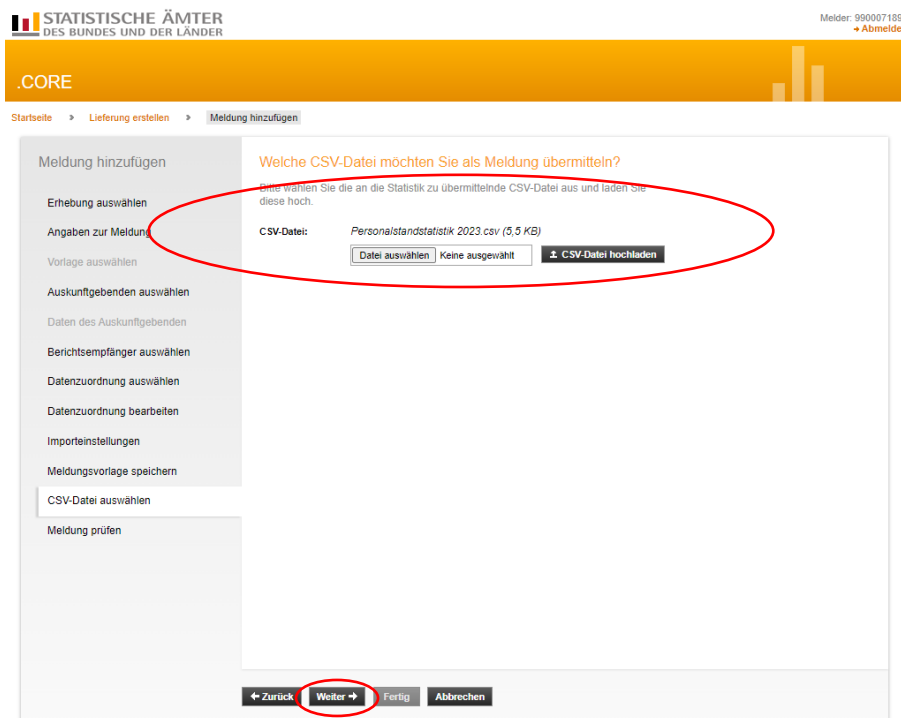 STATISTISCHE ÄMTER
DES BUNDES UND DER LÄNDER
Melder: 990007189
Abmelde
.CORE
Startseite > Lieferung erstellen > Meldung hinzufügen
Meldung hinzufügen
Erhebung auswählen
Angaben zur Meldung
Vorlage auswählen
Auskunftgebenden auswählen
Daten des Auskunftgebenden
Berichtsempfänger auswählen
Datenzuordnung auswählen
Datenzuordnung bearbeiten
Importeinstellungen
Meldungsvorlage speichern
CSV-Datei auswählen
Meldung prüfen
Welche CSV-Datei möchten Sie als Meldung übermitteln?
Bitte wählen Sie die an die Statistik zu übermittelnde CSV-Datei aus und laden Sie
diese hoch.
CSV-Datei: Personalstandstatistik 2023.csv (5,5 KB)
Datei auswählen Keine ausgewählt CSV-Datei hochladen
Zurück Weiter Fertig Abbrechen